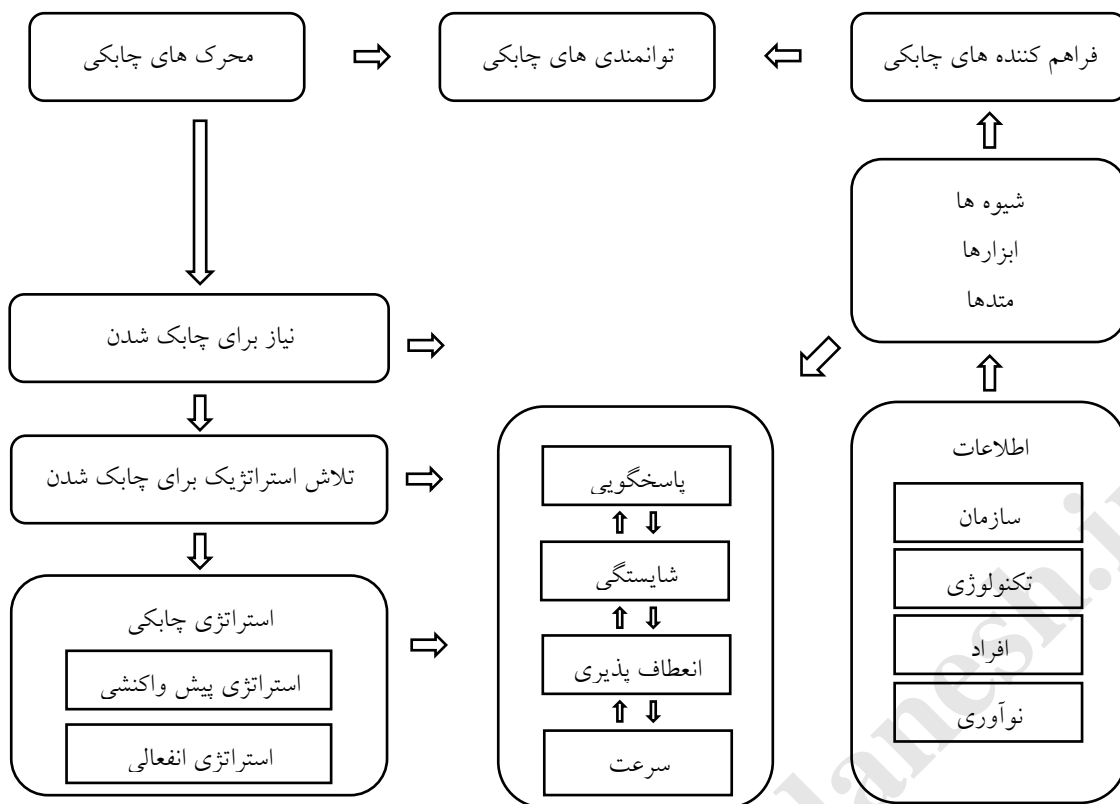 فراهم کننده های چابکی
توانمندی های چابکی
محرک های چابکی
شیوه ها
ابزارها
متدها
نیاز برای چابک شدن
تلاش استراتژیک برای چابک شدن
استراتژی چابکی
استراتژی پیش واکنشی
استراتژی انفعالی
پاسخگویی
شایستگی
انعطاف پذیری
سرعت
اطلاعات
سازمان
تکنولوژی
افراد
نوآوری